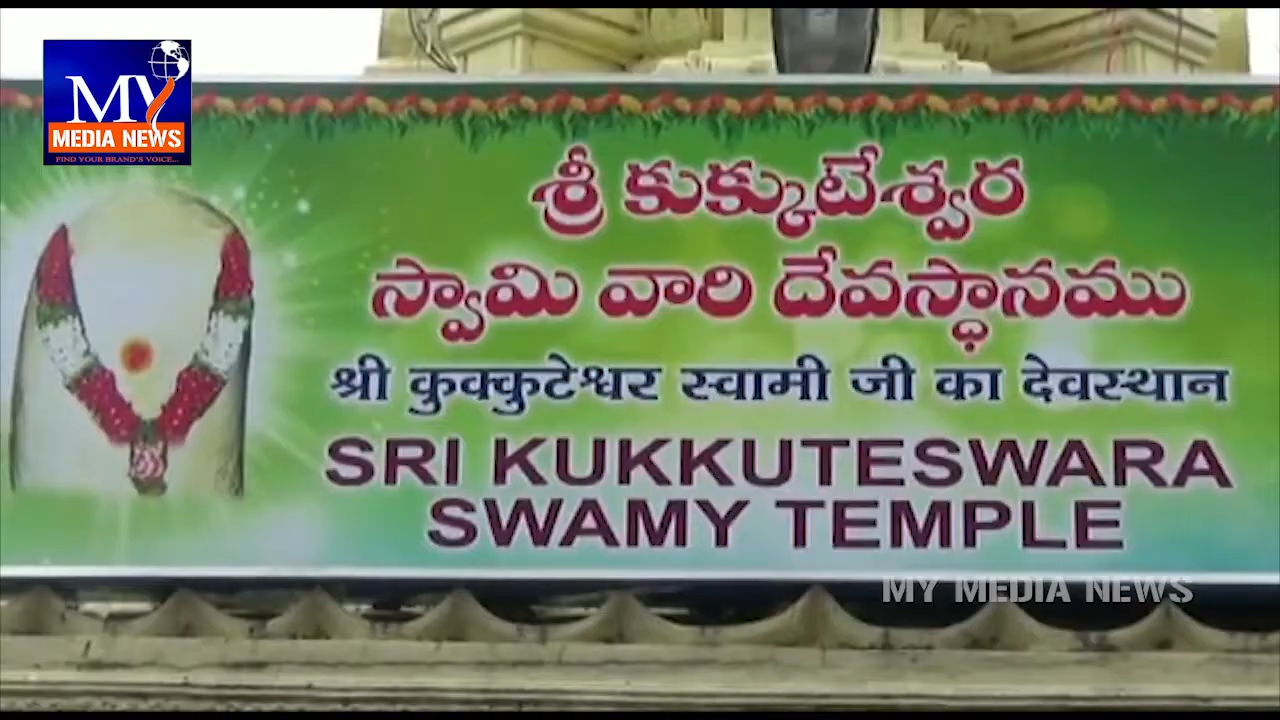 MY
MEDIA NEWS
FIND YOUR BRAND'S VOICE...
శ్రీ కుక్కుటేశ్వర
స్వామి వారి దేవస్థానము
श्री कुक्कुटेश्वर स्वामी जी का देवस्थान
SRI KUKKUTESWARA
SWAMY TEMPLE
MY MEDIA NEWS